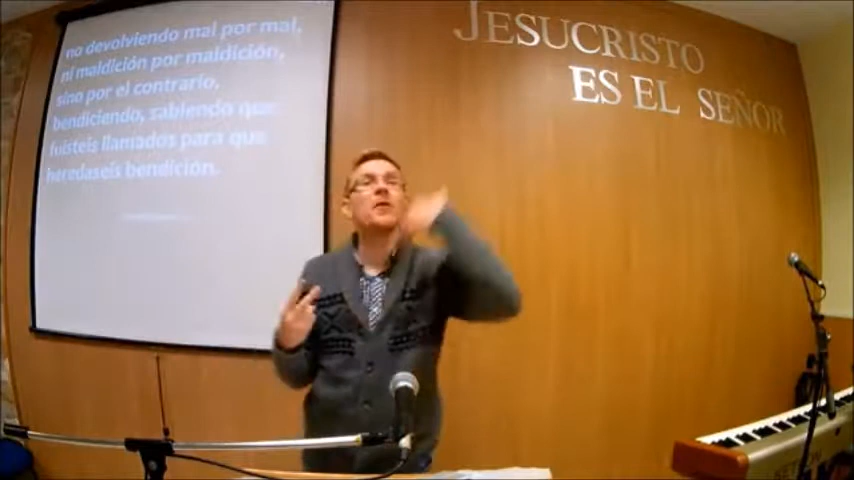 no devolviendo mal por mal,
ni maldición por maldición,
sino por el contrario,
bendiciendo, sabiendo que
fuisteis llamados para que
heredaseis bendición.
JESUCRISTO
ES EL SEÑOR